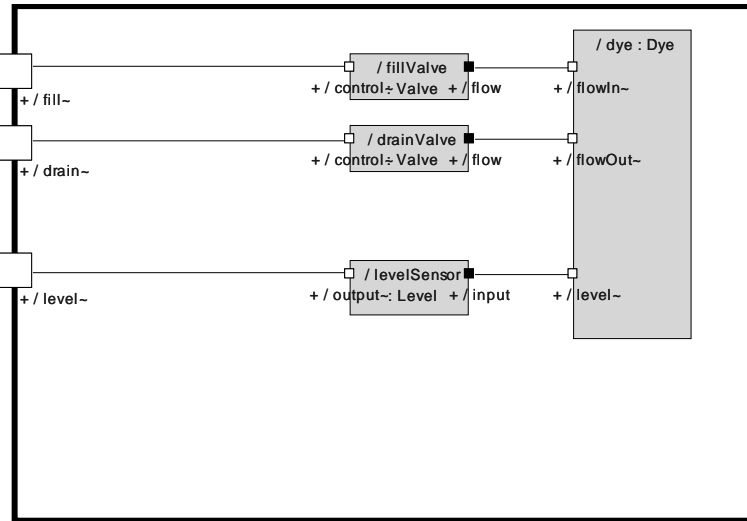 / dye : Dye
/ fillValve
+ / fill~
+ / control~
: Valve
+ / flow
+ / flowIn~
/ drainValve
+ / drain~
+ / control~
: Valve
+ / flow
+ / flowOut~
/ levelSensor
+ / level~
+ / output~
: Level
+ / input
+ / level~